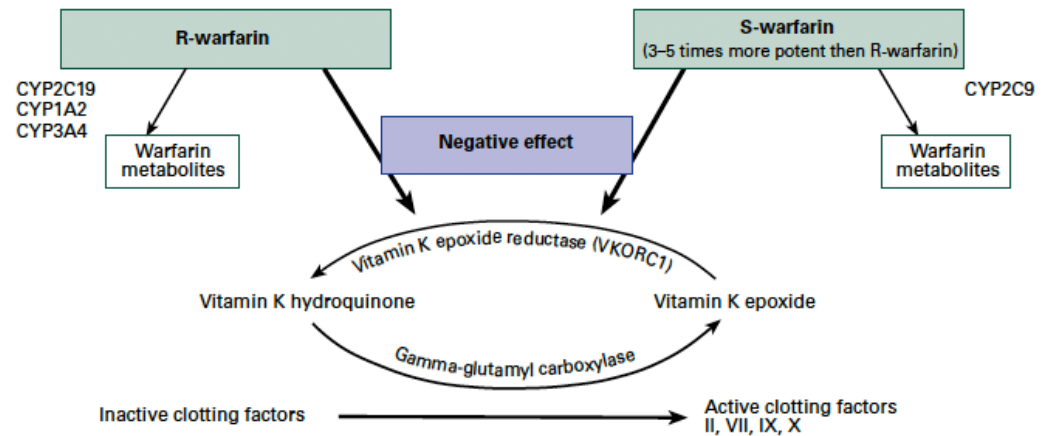 R-warfarin
S-warfarin
(3–5 times more potent then R-warfarin)
CYP2C19
CYP1A2
CYP3A4
CYP2C9
Negative effect
Warfarin
metabolites
Warfarin
metabolites
Vitamin K epoxide reductase (VKORC1)
Vitamin K hydroquinone
Vitamin K epoxide
Gamma-glutamyl carboxylase
Inactive clotting factors
Active clotting factors
II, VII, IX, X